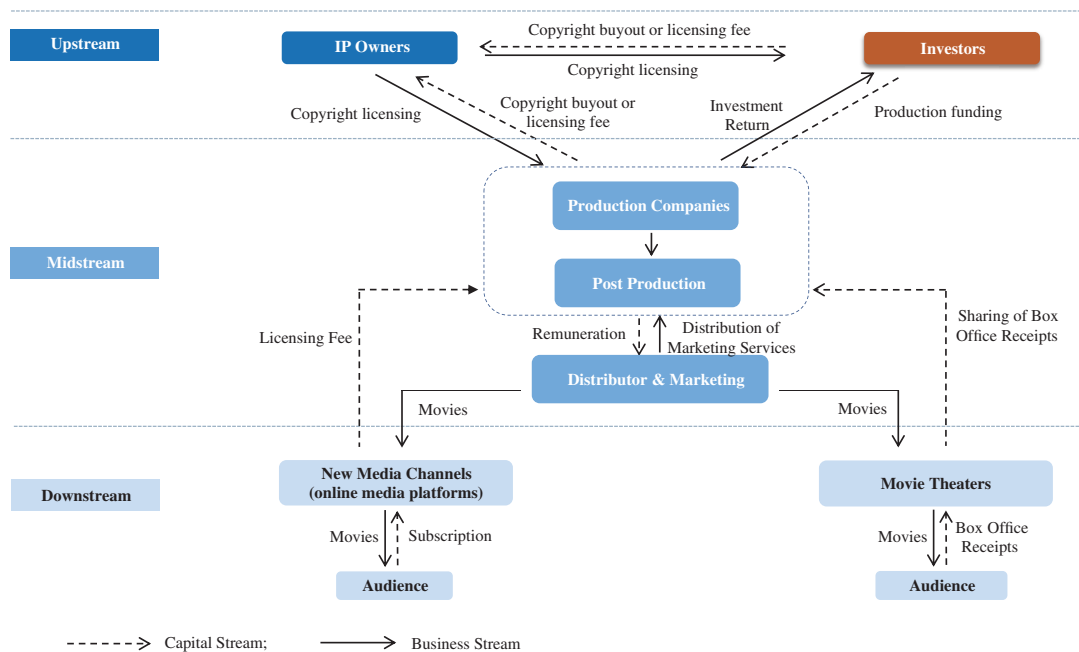 Upstream
IP Owners
Copyright buyout or licensing fee
Copyright licensing
Investors
Copyright licensing
Copyright buyout or
licensing fee
Investment
Return
Production funding
Midstream
Production Companies
Post Production
Licensing Fee
Remuneration
Distribution of
Marketing Services
Sharing of Box
Office Receipts
Distributor & Marketing
Movies
Movies
Downstream
New Media Channels
(online media platforms)
Movie Theaters
Movies
Subscription
Movies
Box Office
Receipts
Audience
Audience
Capital Stream;
Business Stream